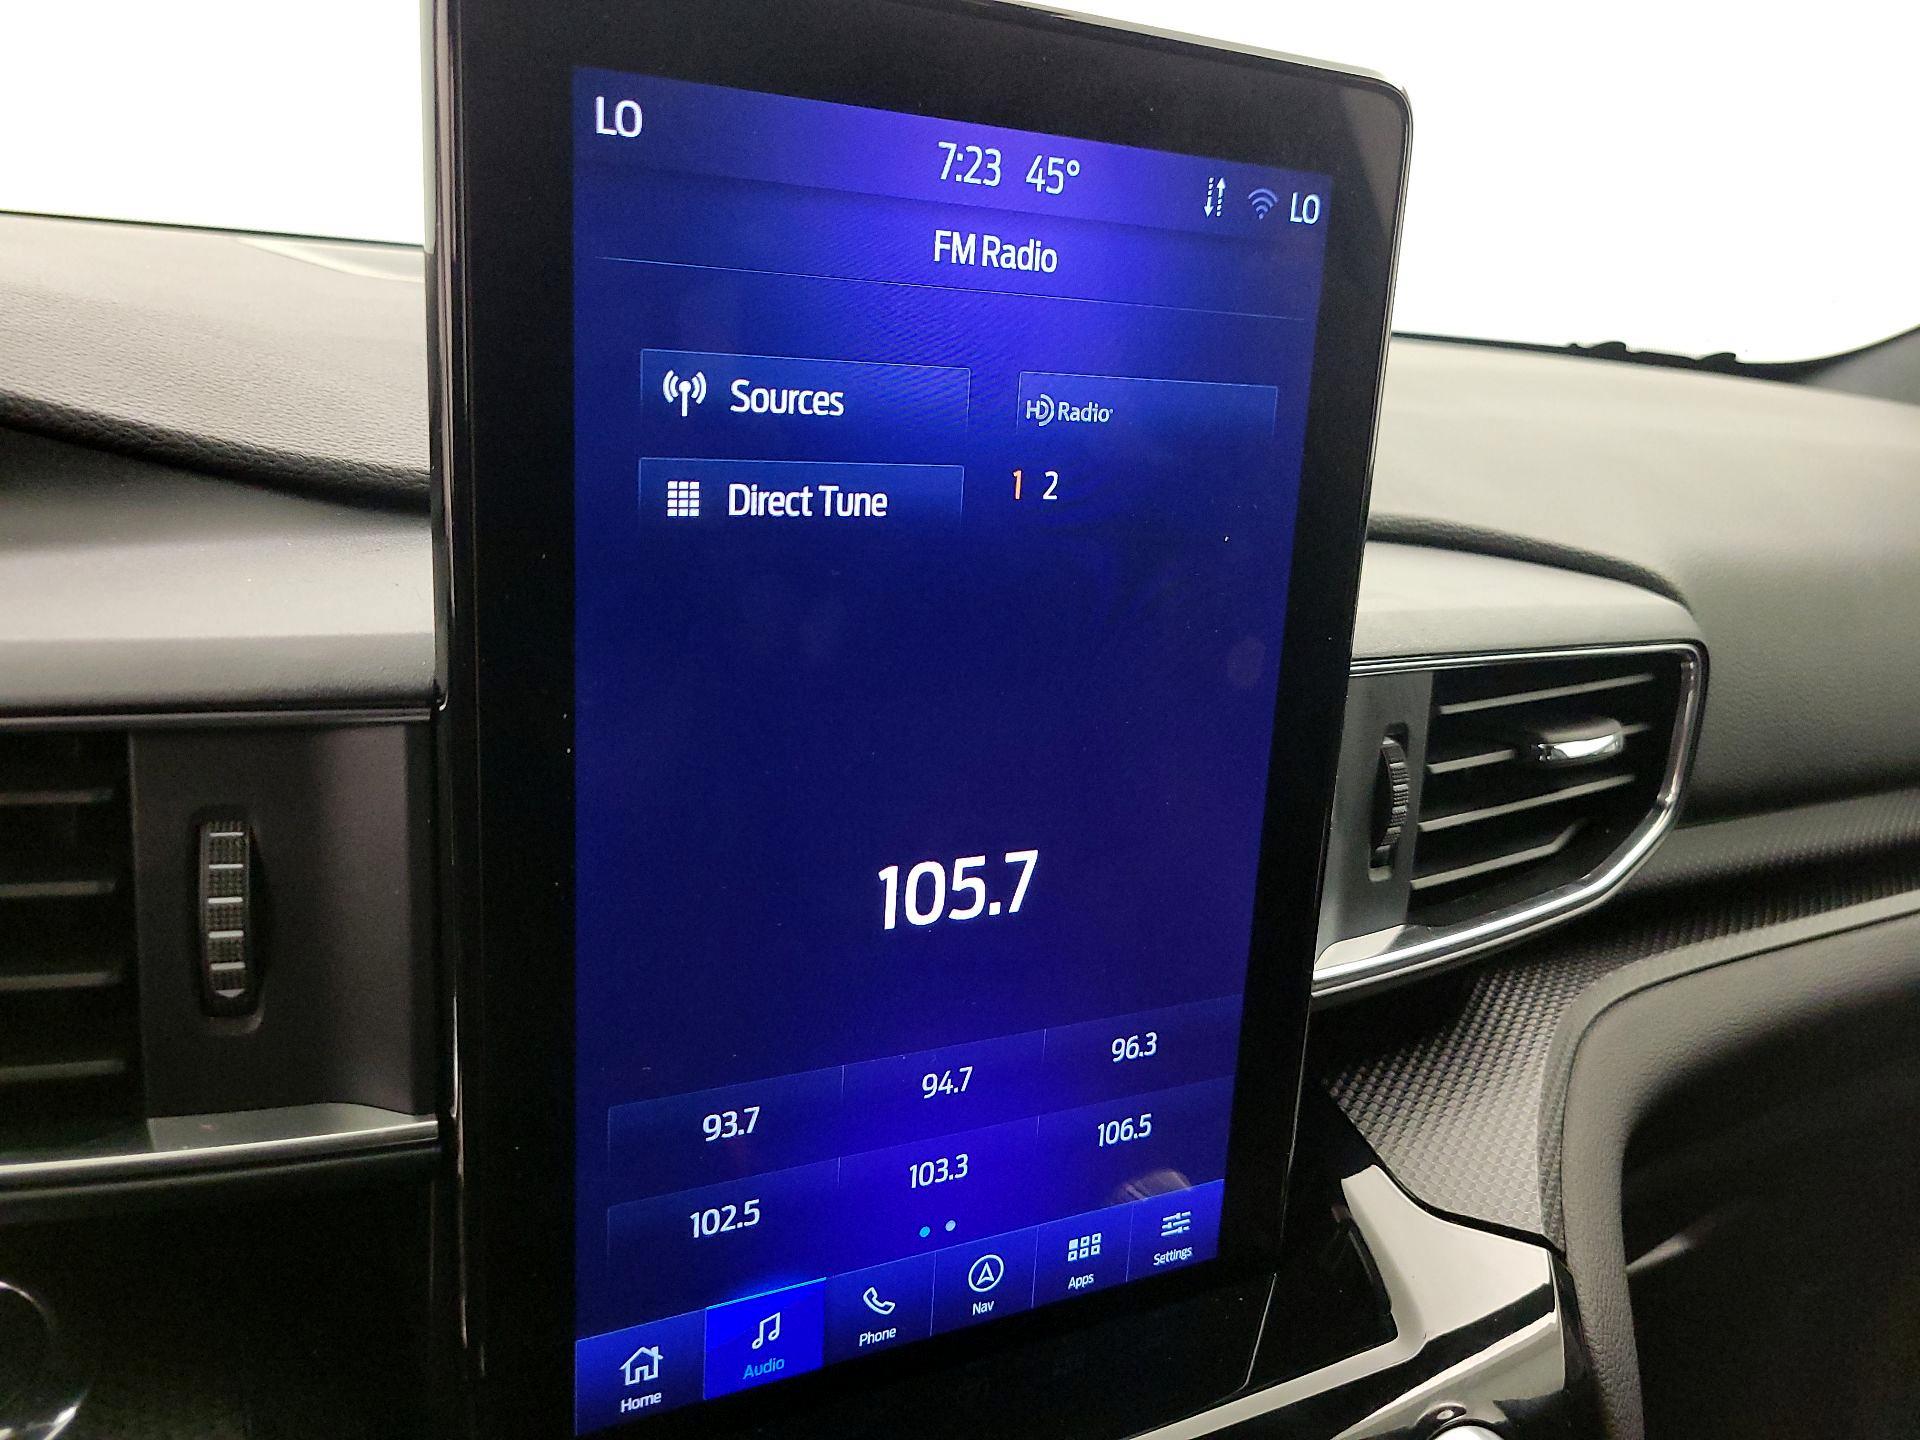 LO
7:23 45°
LO
FM Radio
Sources
HD Radio
Direct Tune
1 2
105.7
93.7 94.7 96.3
102.5 103.3 106.5
Home Audio Phone Nav Apps Settings